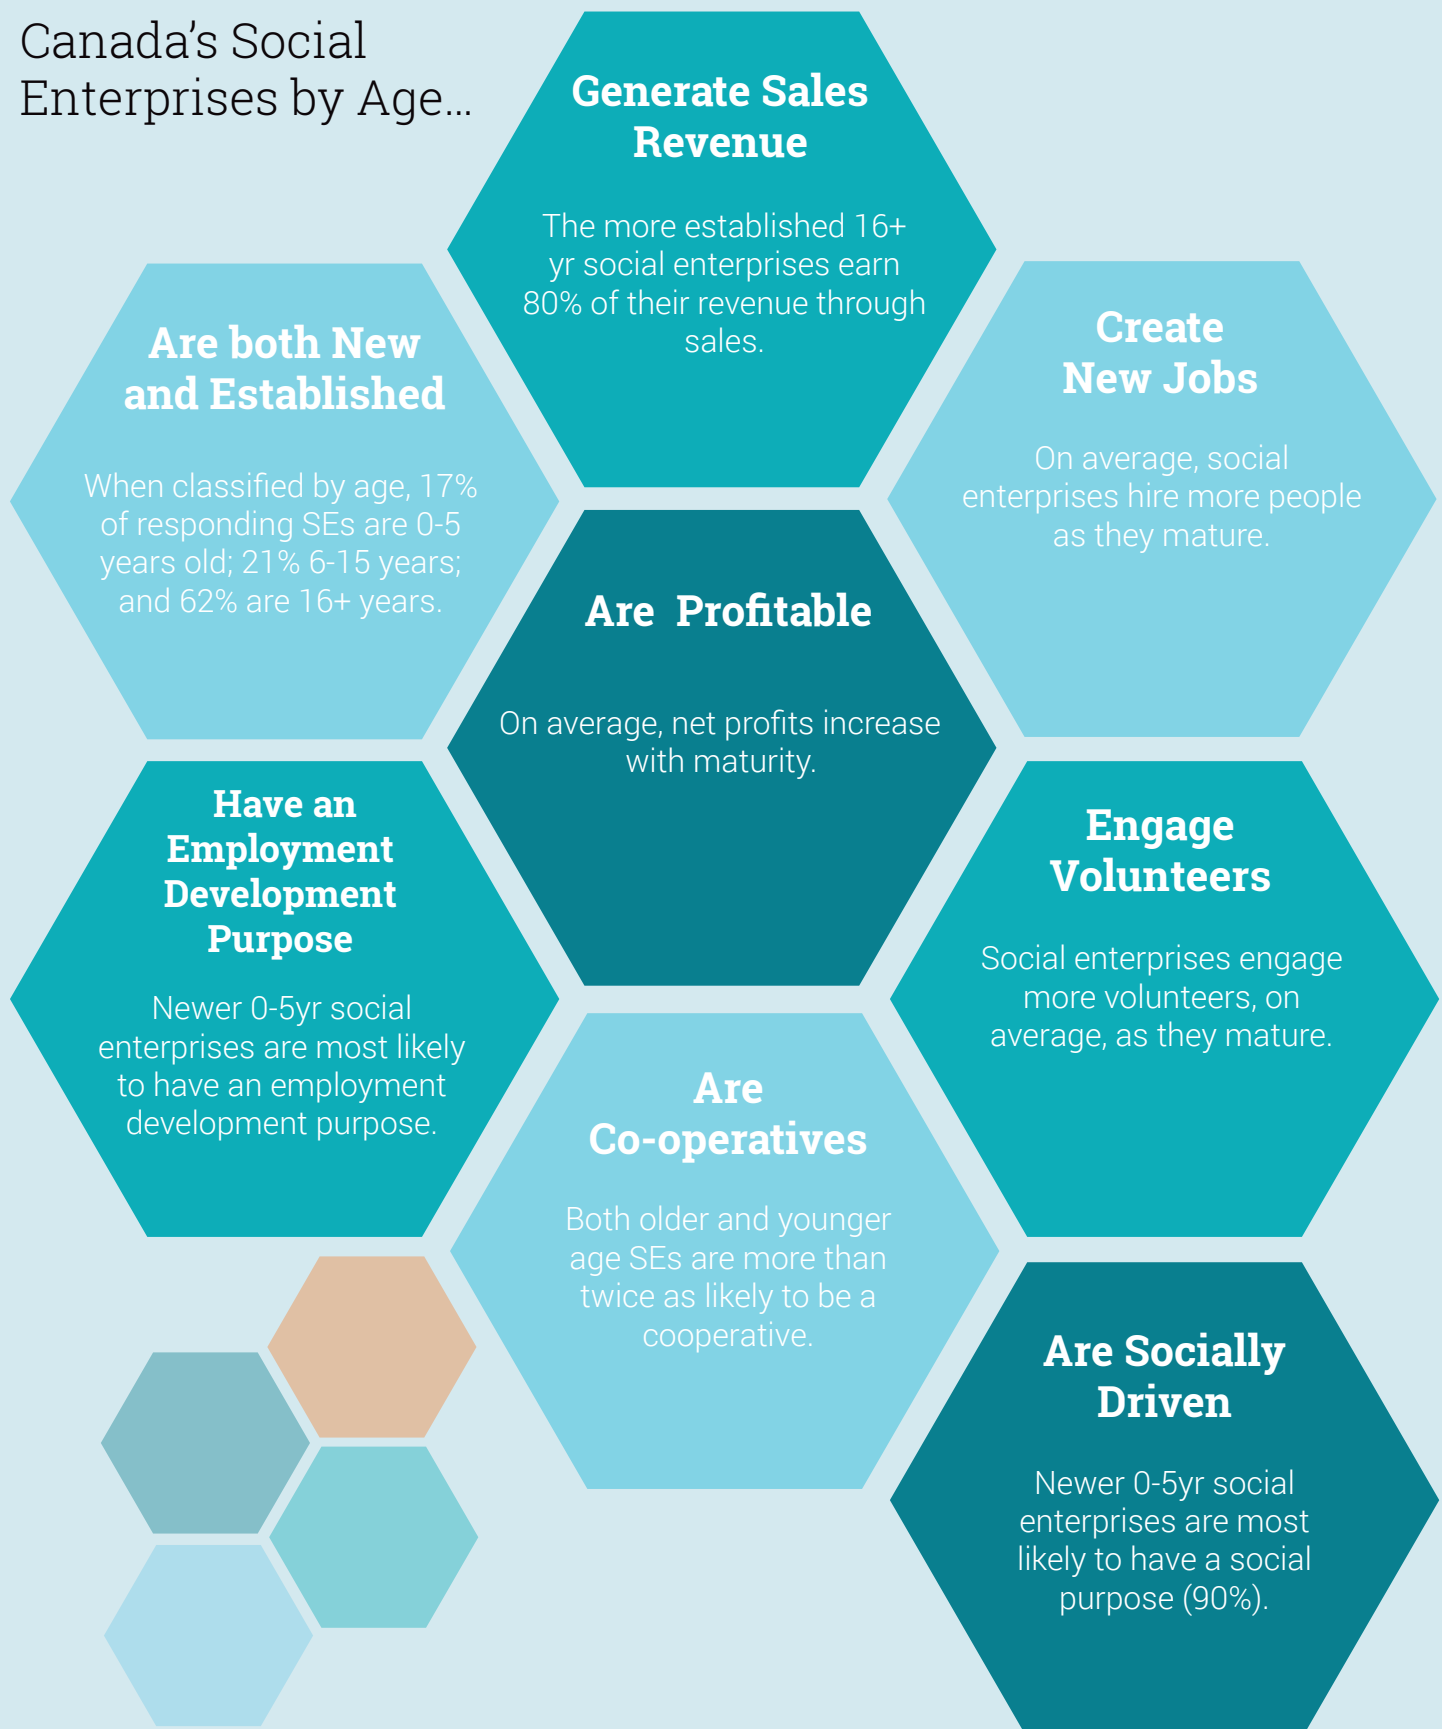 Canada's Social
Enterprises by Age...
Generate Sales
Revenue
The more established 16+
yr social enterprises earn
80% of their revenue through
sales.
Are both New
and Established
When classified by age, 17%
of responding SEs are 0-5
years old; 21% 6-15 years;
and 62% are 16+ years.
Create
New Jobs
On average, social
enterprises hire more people
as they mature.
Are  Profitable
On average, net profits increase
with maturity.
Have an
Employment
Development
Purpose
Newer 0-5yr social
enterprises are most likely
to have an employment
development purpose.
Engage
Volunteers
Social enterprises engage
more volunteers, on
average, as they mature.
Are
Co-operatives
Both older and younger
age SEs are more than
twice as likely to be a
cooperative.
Are Socially
Driven
Newer 0-5yr social
enterprises are most
likely to have a social
purpose (90%).